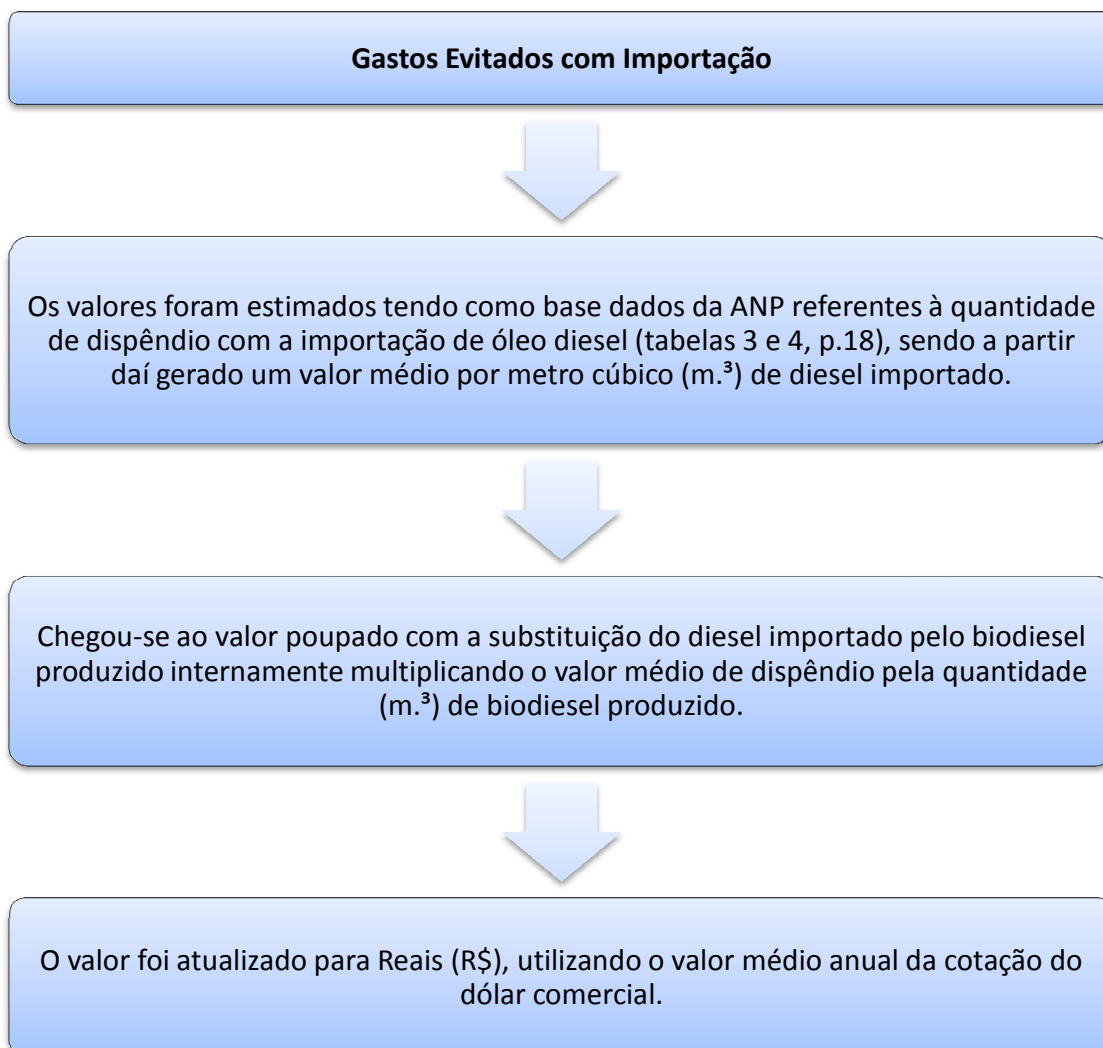 Gastos Evitados com Importação
Os valores foram estimados tendo como base dados da ANP referentes à quantidade
de dispêndio com a importação de óleo diesel (tabelas 3 e 4, p.18), sendo a partir
daí gerado um valor médio por metro cúbico (m.³) de diesel importado.
Chegou-se ao valor poupado com a substituição do diesel importado pelo biodiesel
produzido internamente multiplicando o valor médio de dispêndio pela quantidade
(m.³) de biodiesel produzido.
O valor foi atualizado para Reais (R$), utilizando o valor médio anual da cotação do
dólar comercial.